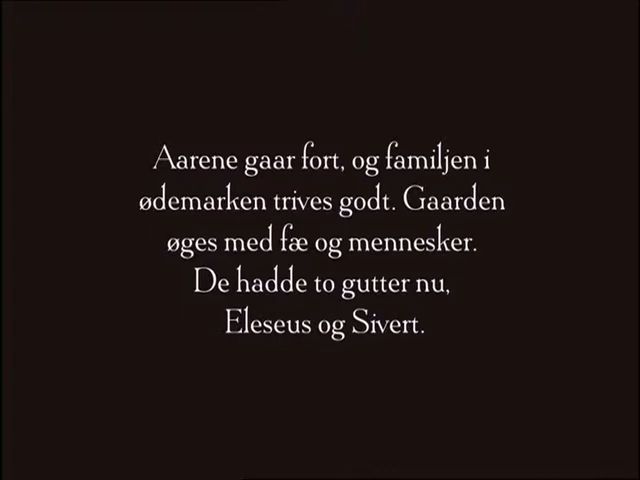 Aarene gaar fort, og familjen i
ødemarken trives godt. Gaarden
øges med fæ og mennesker.
De hadde to gutter nu,
Eleseus og Sivert.